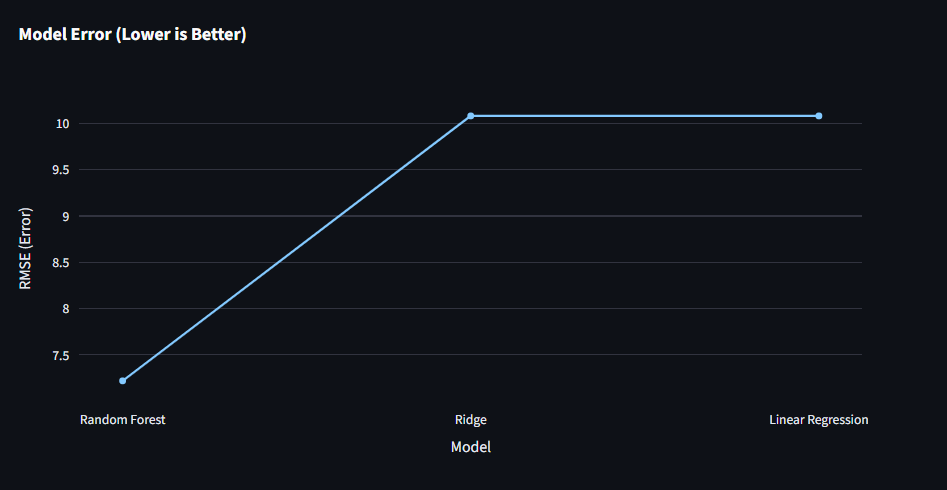 Model Error (Lower is Better)
10
9.5
9
8.5
8
7.5
RMSE (Error)
Random Forest
Ridge
Linear Regression
Model